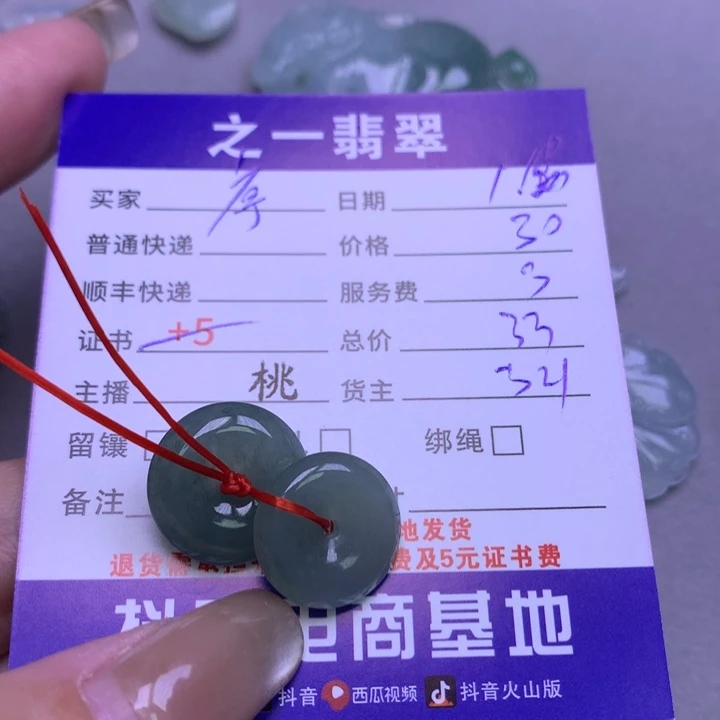 之一翡翠
买家 日期
普通快递 价格 30
顺丰快递 服务费 3
证书 +5 总价 33
主播 桃 货主 34
留镶 绑绳
备注
地发货
退货需 费及5元证书费
电商基地
抖音 西瓜视频 抖音火山版